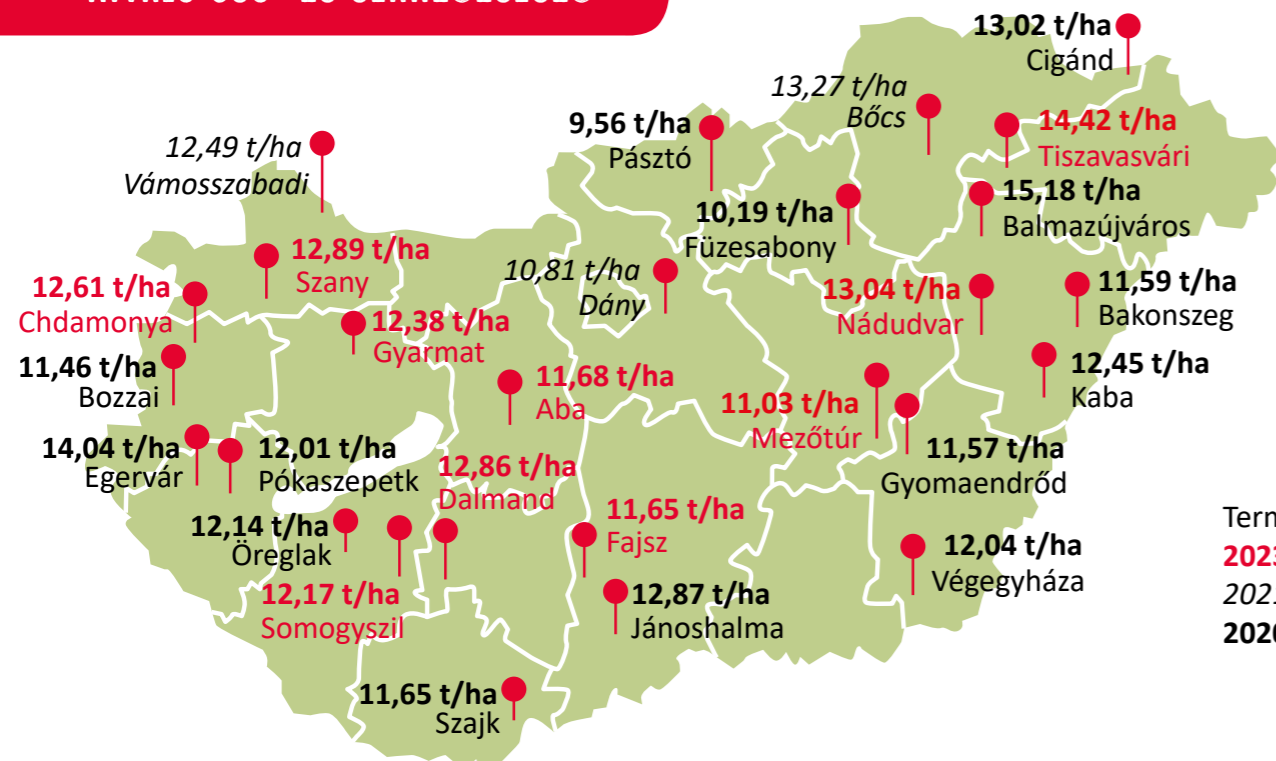 13,02 t/ha
Cigánd
13,27 t/ha
Bőcs
9,56 t/ha
Pásztó
14,42 t/ha
Tiszavasvári
12,49 t/ha
Vámosszabadi
15,18 t/ha
Balmazújváros
10,19 t/ha
Füzesabony
12,89 t/ha
Szany
10,81 t/ha
Dány
12,61 t/ha
Chdamonya
13,04 t/ha
Nádudvar
11,59 t/ha
Bakonszeg
12,38 t/ha
Gyarmat
11,46 t/ha
Bozzai
12,45 t/ha
Kaba
11,68 t/ha
Aba
11,03 t/ha
Mezőtúr
14,04 t/ha
Egervár
12,01 t/ha
Pókaszepetk
11,57 t/ha
Gyomaendrőd
12,86 t/ha
Dalmand
12,14 t/ha
Öreglak
11,65 t/ha
Fajsz
12,04 t/ha
Végegyháza
12,17 t/ha
Somogyszil
12,87 t/ha
Jánoshalma
11,65 t/ha
Szajk
Term
2023
202
2020